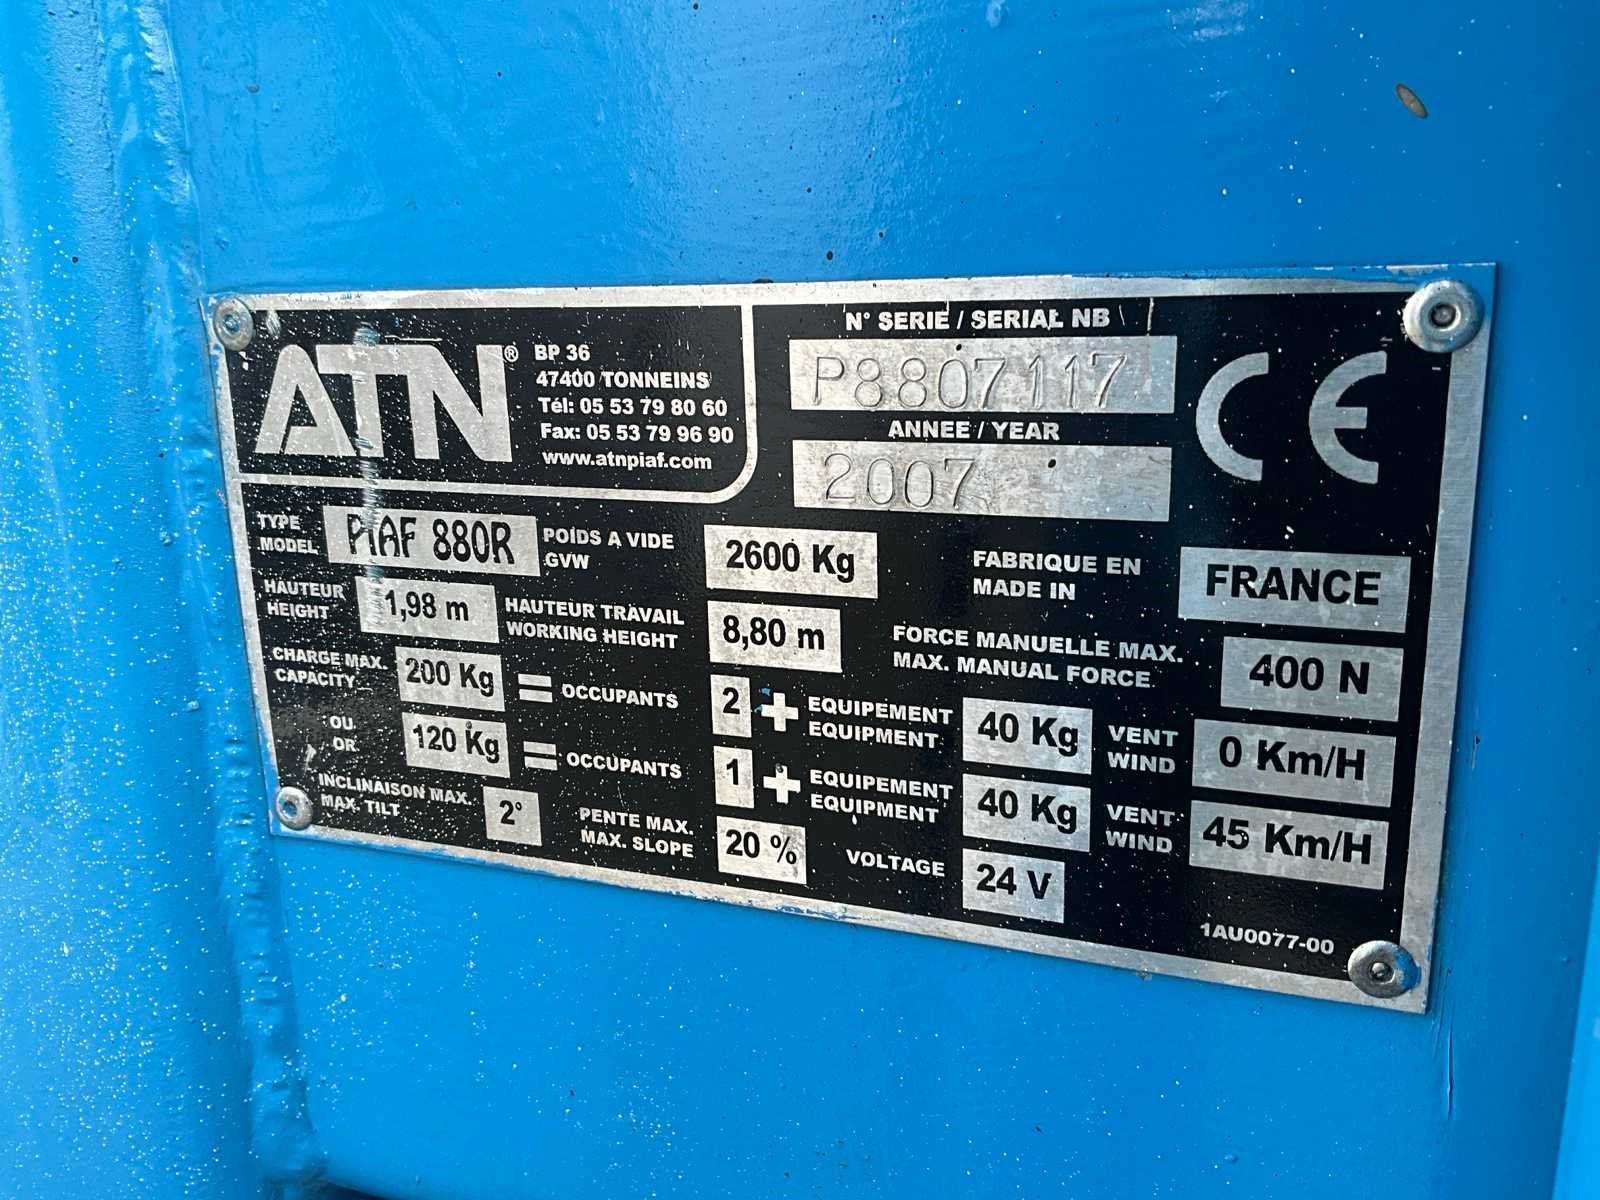 ATN®
BP 36
47400 TONNEINS
Tél: 05 53 79 80 60
Fax: 05 53 79 96 90
www.atnpiaf.com
N° SERIE / SERIAL NB
P8807117
ANNEE / YEAR
2007
CE
TYPE
MODEL
PIAF 880R
POIDS A VIDE
GVW
2600 Kg
FABRIQUE EN
MADE IN
FRANCE
HAUTEUR
HEIGHT
1,98 m
HAUTEUR TRAVAIL
WORKING HEIGHT
8,80 m
FORCE MANUELLE MAX.
MAX. MANUAL FORCE
400 N
CHARGE MAX.
CAPACITY
200 Kg
= OCCUPANTS
2
+
EQUIPEMENT
EQUIPMENT
40 Kg
VENT
WIND
0 Km/H
OU
OR
120 Kg
= OCCUPANTS
1
+
EQUIPEMENT
EQUIPMENT
40 Kg
VENT
WIND
45 Km/H
INCLINAISON MAX.
MAX. TILT
2°
PENTE MAX.
MAX. SLOPE
20 %
VOLTAGE
24 V
1AU0077-00